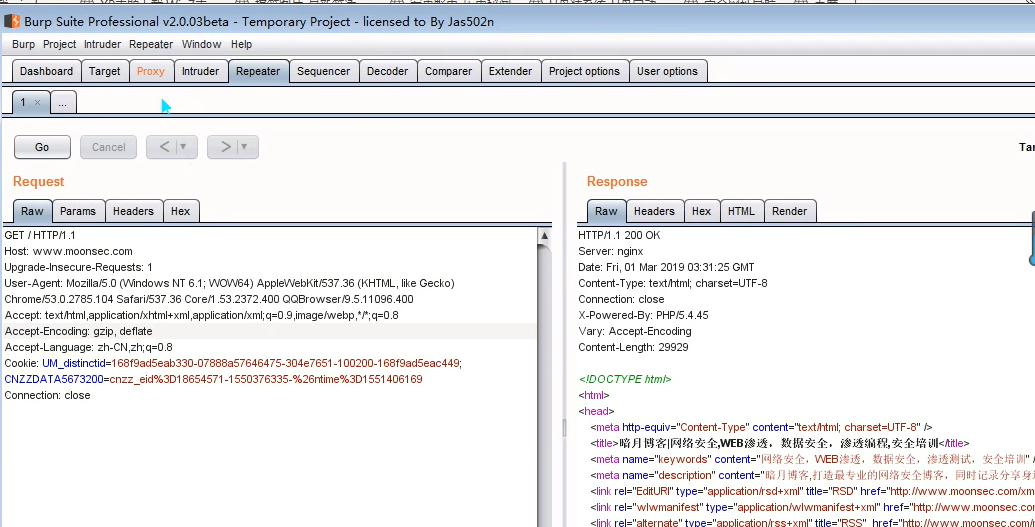 Burp Suite Professional v2.0.03beta - Temporary Project - licensed to By Jas502n
Burp Project Intruder Repeater Window Help
Dashboard Target Proxy Intruder Repeater Sequencer Decoder Comparer Extender Project options User options
1 × ...
Go Cancel < ▼ > ▼
Tar
Request
Raw Params Headers Hex
GET / HTTP/1.1
Host: www.moonsec.com
Upgrade-Insecure-Requests: 1
User-Agent: Mozilla/5.0 (Windows NT 6.1; WOW64) AppleWebKit/537.36 (KHTML, like Gecko)
Chrome/53.0.2785.104 Safari/537.36 Core/1.53.2372.400 QQBrowser/9.5.11096.400
Accept: text/html,application/xhtml+xml,application/xml;q=0.9,image/webp,*/*;q=0.8
Accept-Encoding: gzip, deflate
Accept-Language: zh-CN,zh;q=0.8
Cookie: UM_distinctid=168f9ad5eab330-07888a57646475-304e7651-100200-168f9ad5eac449;
CNZZDATA5673200=cnzz_eid%3D18654571-1550376335-%26ntime%3D1551406169
Connection: close
Response
Raw Headers Hex HTML Render
HTTP/1.1 200 OK
Server: nginx
Date: Fri, 01 Mar 2019 03:31:25 GMT
Content-Type: text/html; charset=UTF-8
Connection: close
X-Powered-By: PHP/5.4.45
Vary: Accept-Encoding
Content-Length: 29929
<!DOCTYPE html>
<html>
<head>
<meta http-equiv="Content-Type" content="text/html; charset=UTF-8" />
<title>暗月博客|网络安全,WEB渗透，数据安全，渗透编程,安全培训</title>
<meta name="keywords" content="网络安全，WEB渗透，数据安全，渗透测试，安全培训" /
<meta name="description" content="暗月博客,打造最专业的网络安全博客，同时记录分享身
<link rel="EditURI" type="application/rsd+xml" title="RSD" href="http://www.moonsec.com/xm
<link rel="wlwmanifest" type="application/wlwmanifest+xml" href="http://www.moonsec.co
<link rel="alternate" type="application/rss+xml" title="RSS" href="http://www.moonsec.com/